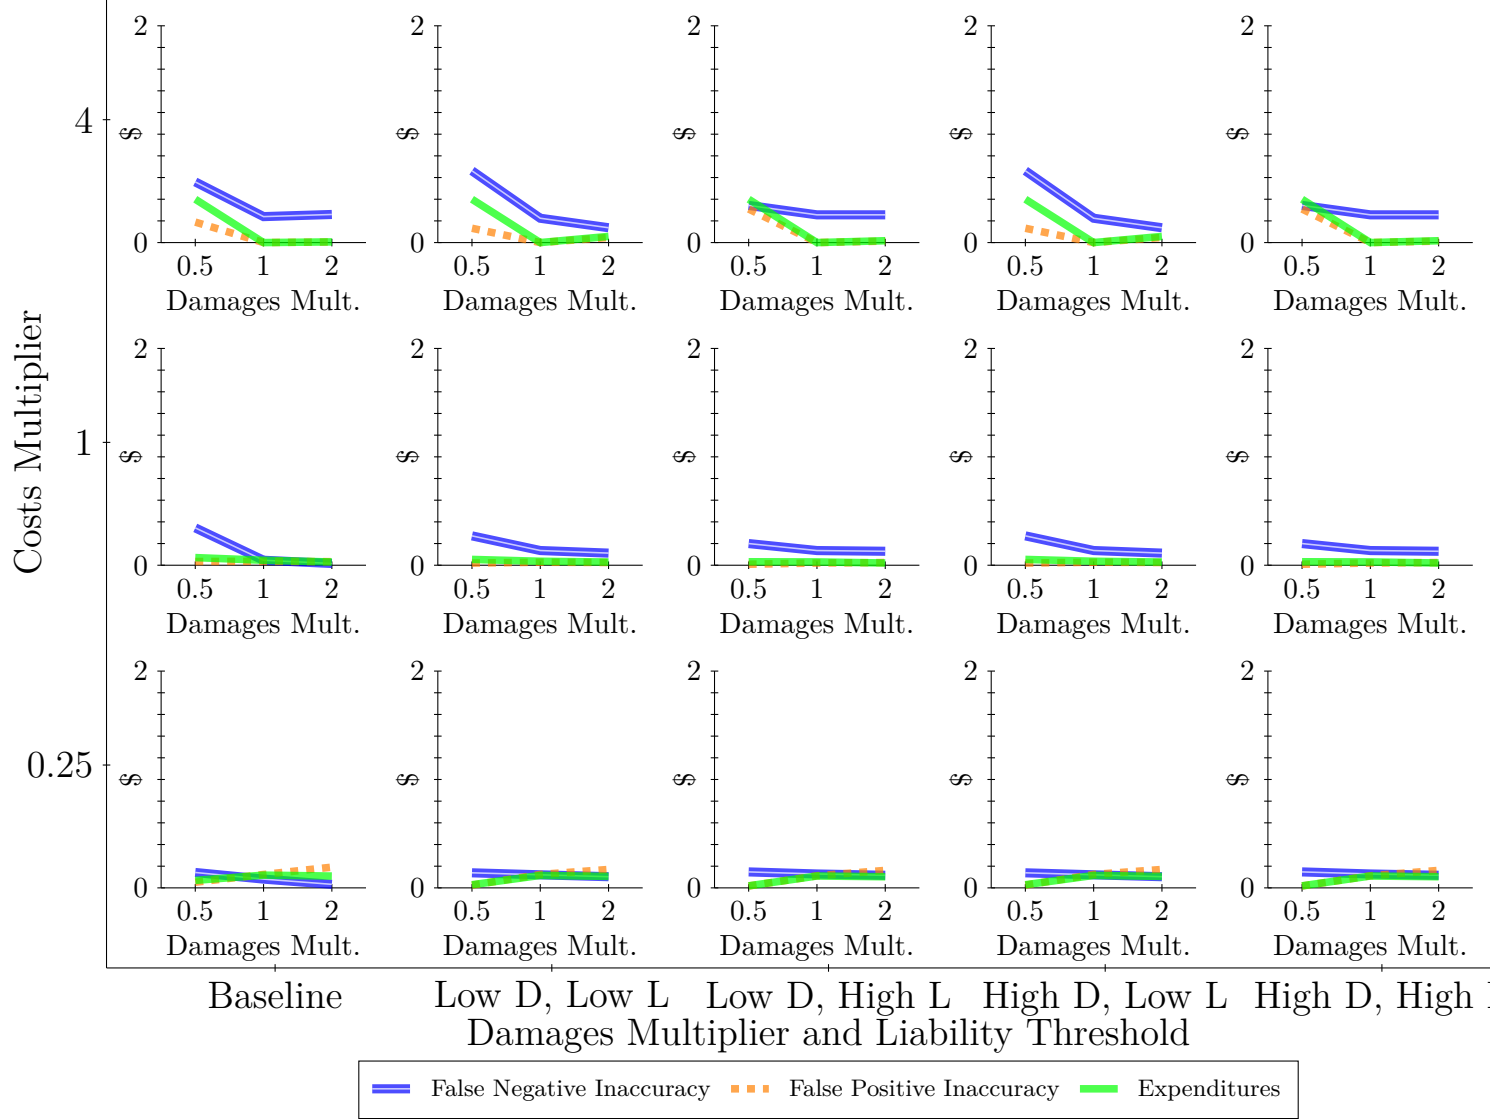 2 2 2 2 2
4
$ $ $ $ $
0 0 0 0 0
0.5 1 2 0.5 1 2 0.5 1 2 0.5 1 2 0.5 1 2
Damages Mult. Damages Mult. Damages Mult. Damages Mult. Damages Mult.
Costs Multiplier
2 2 2 2 2
1
$ $ $ $ $
0 0 0 0 0
0.5 1 2 0.5 1 2 0.5 1 2 0.5 1 2 0.5 1 2
Damages Mult. Damages Mult. Damages Mult. Damages Mult. Damages Mult.
2 2 2 2 2
0.25
$ $ $ $ $
0 0 0 0 0
0.5 1 2 0.5 1 2 0.5 1 2 0.5 1 2 0.5 1 2
Damages Mult. Damages Mult. Damages Mult. Damages Mult. Damages Mult.
Baseline Low D, Low L Low D, High L High D, Low L High D, High
Damages Multiplier and Liability Threshold
False Negative Inaccuracy False Positive Inaccuracy Expenditures